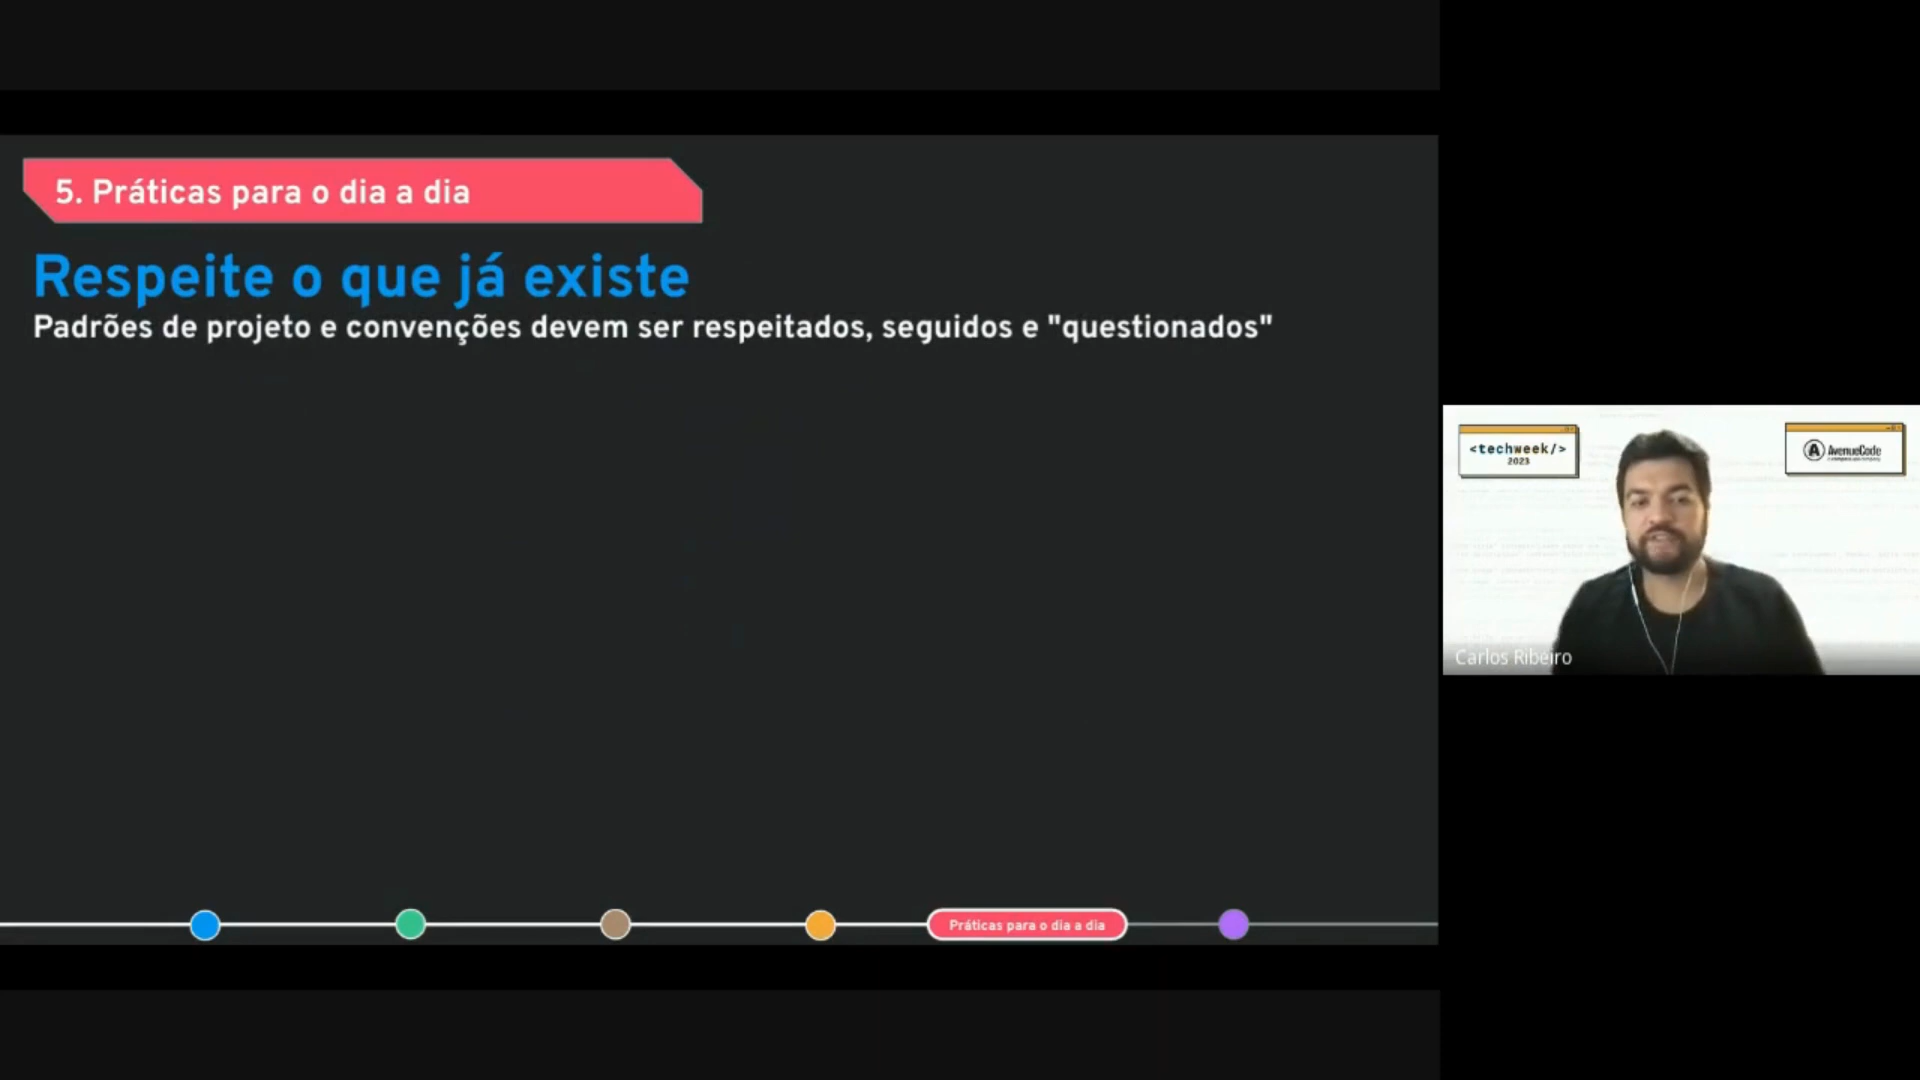 5. Práticas para o dia a dia
Respeite o que já existe
Padrões de projeto e convenções devem ser respeitados, seguidos e "questionados"
<techweek/>
2023
AvenueCode
Carlos Ribeiro
Práticas para o dia a dia